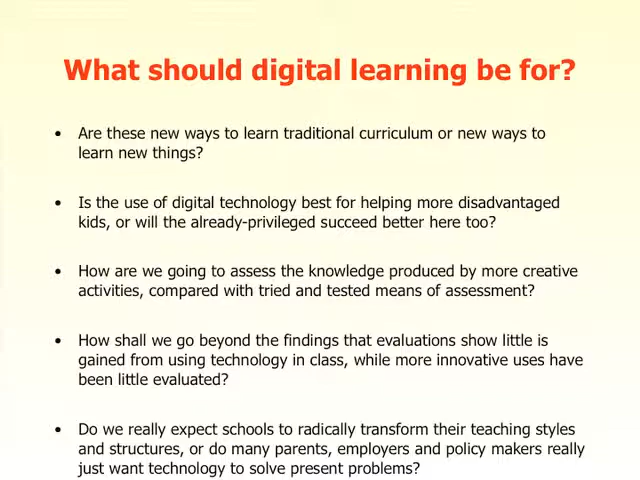 What should digital learning be for?
• Are these new ways to learn traditional curriculum or new ways to
learn new things?
• Is the use of digital technology best for helping more disadvantaged
kids, or will the already-privileged succeed better here too?
• How are we going to assess the knowledge produced by more creative
activities, compared with tried and tested means of assessment?
• How shall we go beyond the findings that evaluations show little is
gained from using technology in class, while more innovative uses have
been little evaluated?
• Do we really expect schools to radically transform their teaching styles
and structures, or do many parents, employers and policy makers really
just want technology to solve present problems?